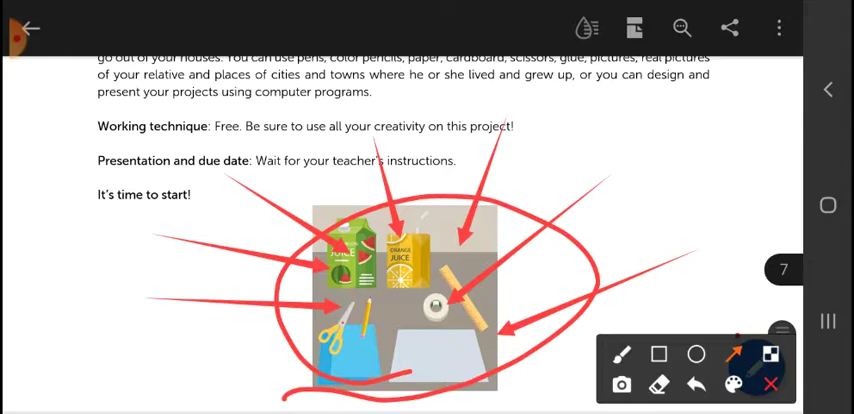 go out of your houses. You can use pens, color pencils, paper, cardboard, scissors, glue, pictures, real pictures
of your relative and places of cities and towns where he or she lived and grew up, or you can design and
present your projects using computer programs.
Working technique: Free. Be sure to use all your creativity on this project!
Presentation and due date: Wait for your teacher's instructions.
It's time to start!
JUICE
ORANGE
JUICE
7